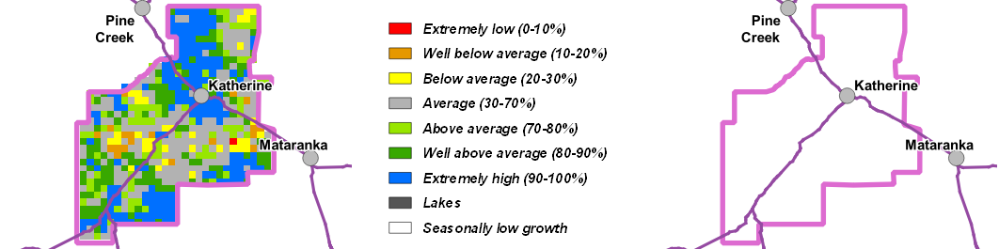 Pine
Creek
Katherine
Mataranka
Extremely low (0-10%)
Well below average (10-20%)
Below average (20-30%)
Average (30-70%)
Above average (70-80%)
Well above average (80-90%)
Extremely high (90-100%)
Lakes
Seasonally low growth
Pine
Creek
Katherine
Mataranka